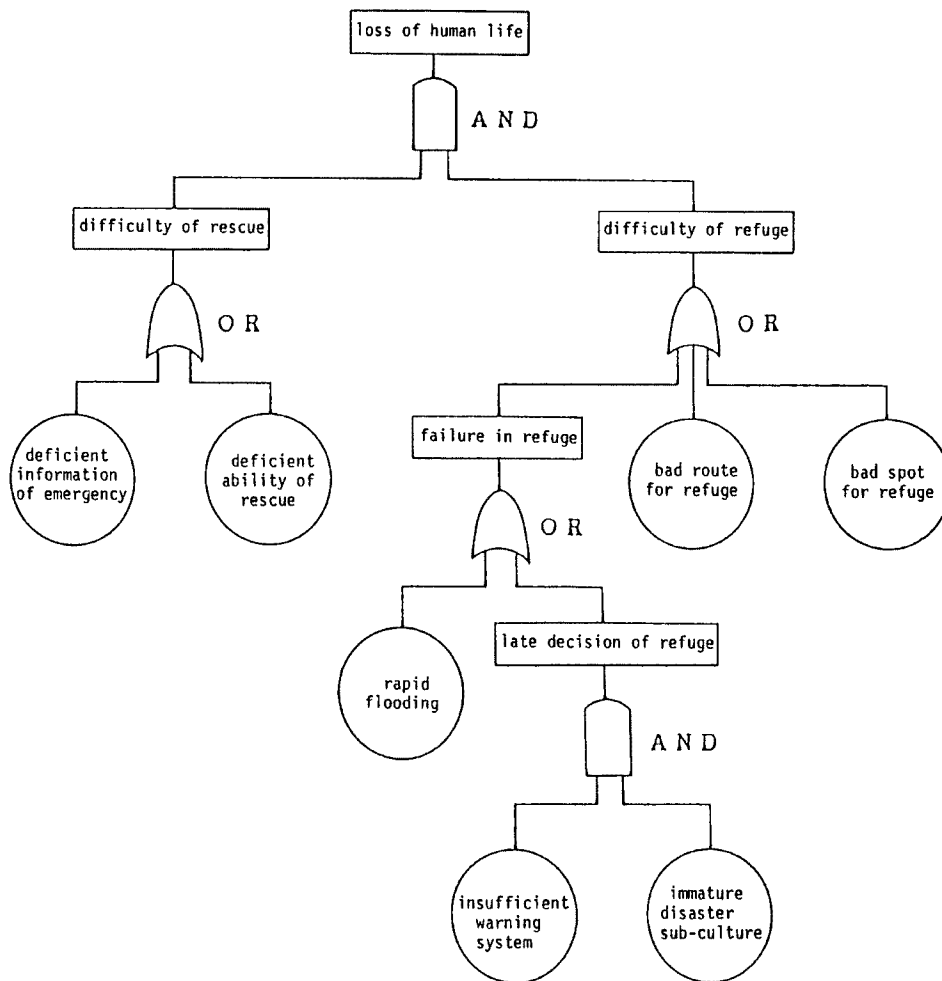 loss of human life
AND
difficulty of rescue
difficulty of refuge
OR
OR
failure in refuge
deficient
information
of emergency
deficient
ability of
rescue
bad route
for refuge
bad spot
for refuge
OR
late decision of refuge
rapid
flooding
AND
insufficient
warning
system
immature
disaster
sub-culture